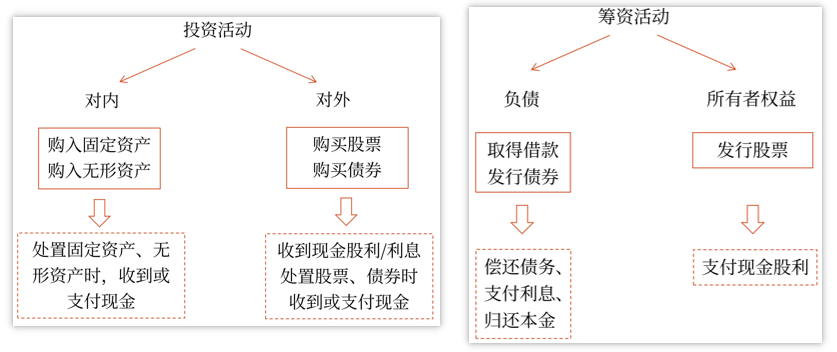 投资活动
对内
对外
购入固定资产
购入无形资产
购买股票
购买债券
处置固定资产、无
形资产时，收到或
支付现金
收到现金股利/利息
处置股票、债券时
收到或支付现金
筹资活动
负债
所有者权益
取得借款
发行债券
发行股票
偿还债务、
支付利息、
归还本金
支付现金股利